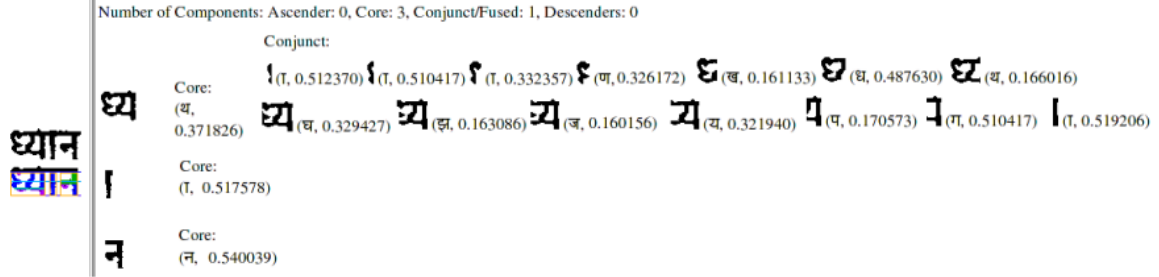 Number of Components: Ascender: 0, Core: 3, Conjunct/Fused: 1, Descenders: 0
Conjunct:
(ा, 0.512370) (ा, 0.510417) (ा, 0.332357) (ण, 0.326172) (ख, 0.161133) (ध, 0.487630) (थ, 0.166016)
ध्य Core: (थ, 0.371826)
(घ, 0.329427) (झ, 0.163086) (ज, 0.160156) (य, 0.321940) (प, 0.170573) (ग, 0.510417) (ा, 0.519206)
ध्यान
ध्यान
ा Core: (ा, 0.517578)
न Core: (न, 0.540039)